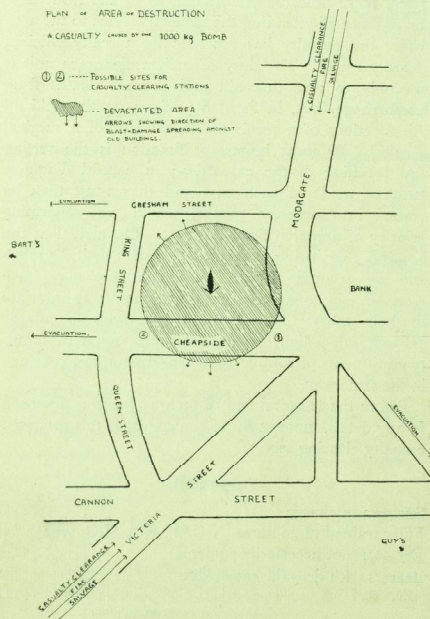 PLAN OF AREA OF DESTRUCTION
& CASUALTY CAUSED BY ONE 1000 Kg BOMB
① ② ------ POSSIBLE SITES FOR
CASUALTY CLEARING STATIONS
---- DEVASTATED AREA
ARROWS SHOWING DIRECTION OF
BLAST & DAMAGE SPREADING AMONGST
OLD BUILDINGS.
CASUALTY CLEARANCE
FIRE
SALVAGE
MOORGATE
EVACUATION
GRESHAM STREET
BART'S
KING STREET
BANK
EVACUATION.
②
CHEAPSIDE
①
QUEEN STREET
EVACUATION
CANNON STREET
VICTORIA STREET
GUY'S
CASUALTY CLEARANCE
FIRE
SALVAGE